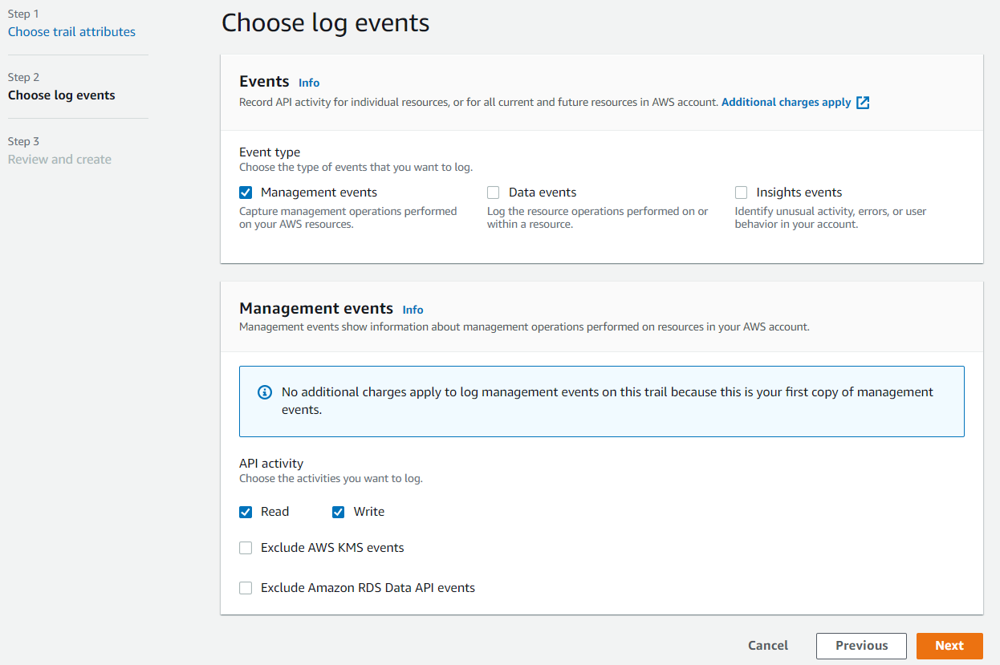 Step 1
Choose trail attributes
Step 2
Choose log events
Step 3
Review and create
Choose log events
Events Info
Record API activity for individual resources, or for all current and future resources in AWS account. Additional charges apply
Event type
Choose the type of events that you want to log.
Management events
Capture management operations performed
on your AWS resources.
Data events
Log the resource operations performed on or
within a resource.
Insights events
Identify unusual activity, errors, or user
behavior in your account.
Management events Info
Management events show information about management operations performed on resources in your AWS account.
No additional charges apply to log management events on this trail because this is your first copy of management
events.
API activity
Choose the activities you want to log.
Read Write
Exclude AWS KMS events
Exclude Amazon RDS Data API events
Cancel Previous Next